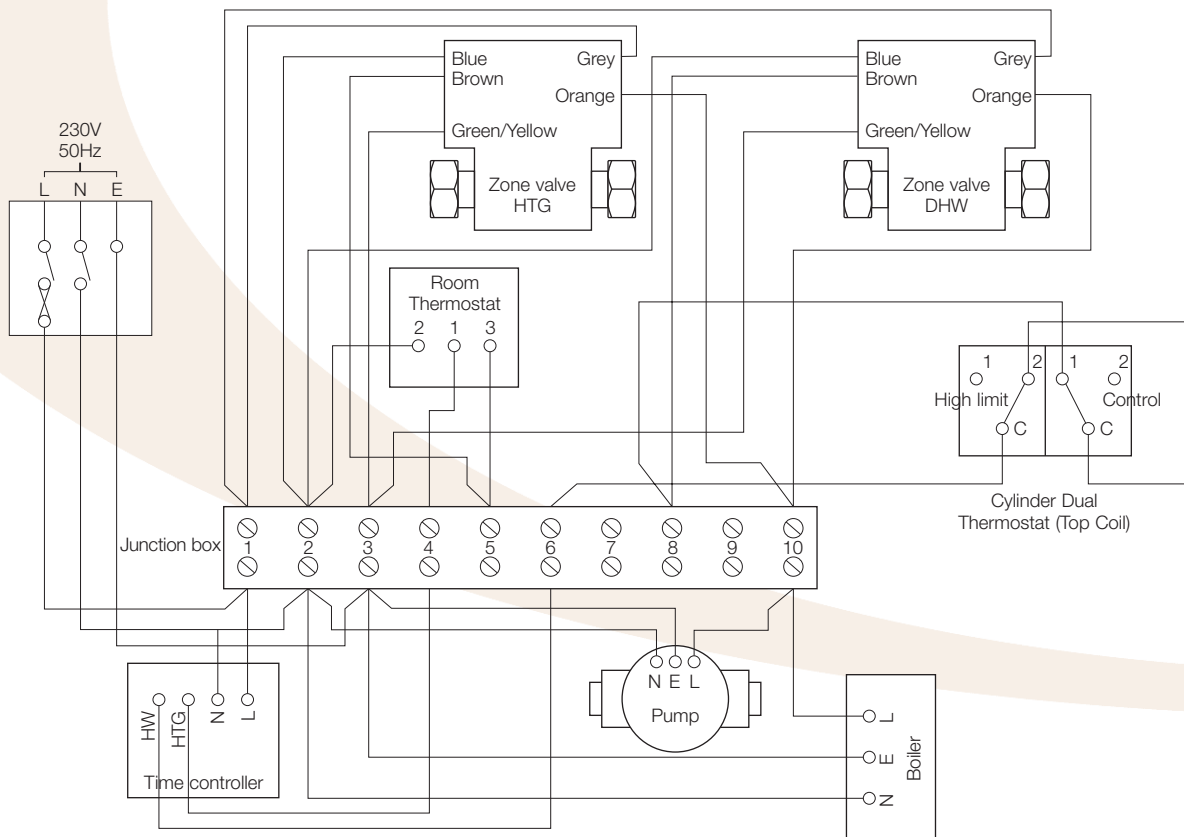 230V
50Hz
L N E
Blue
Brown
Grey
Orange
Green/Yellow
Zone valve
HTG
Blue
Brown
Grey
Orange
Green/Yellow
Zone valve
DHW
Room
Thermostat
2 1 3
1 2 1 2
High limit
Control
C C
Cylinder Dual
Thermostat (Top Coil)
Junction box
1 2 3 4 5 6 7 8 9 10
HW HTG N L
Time controller
N E L
Pump
L
E
N
Boiler